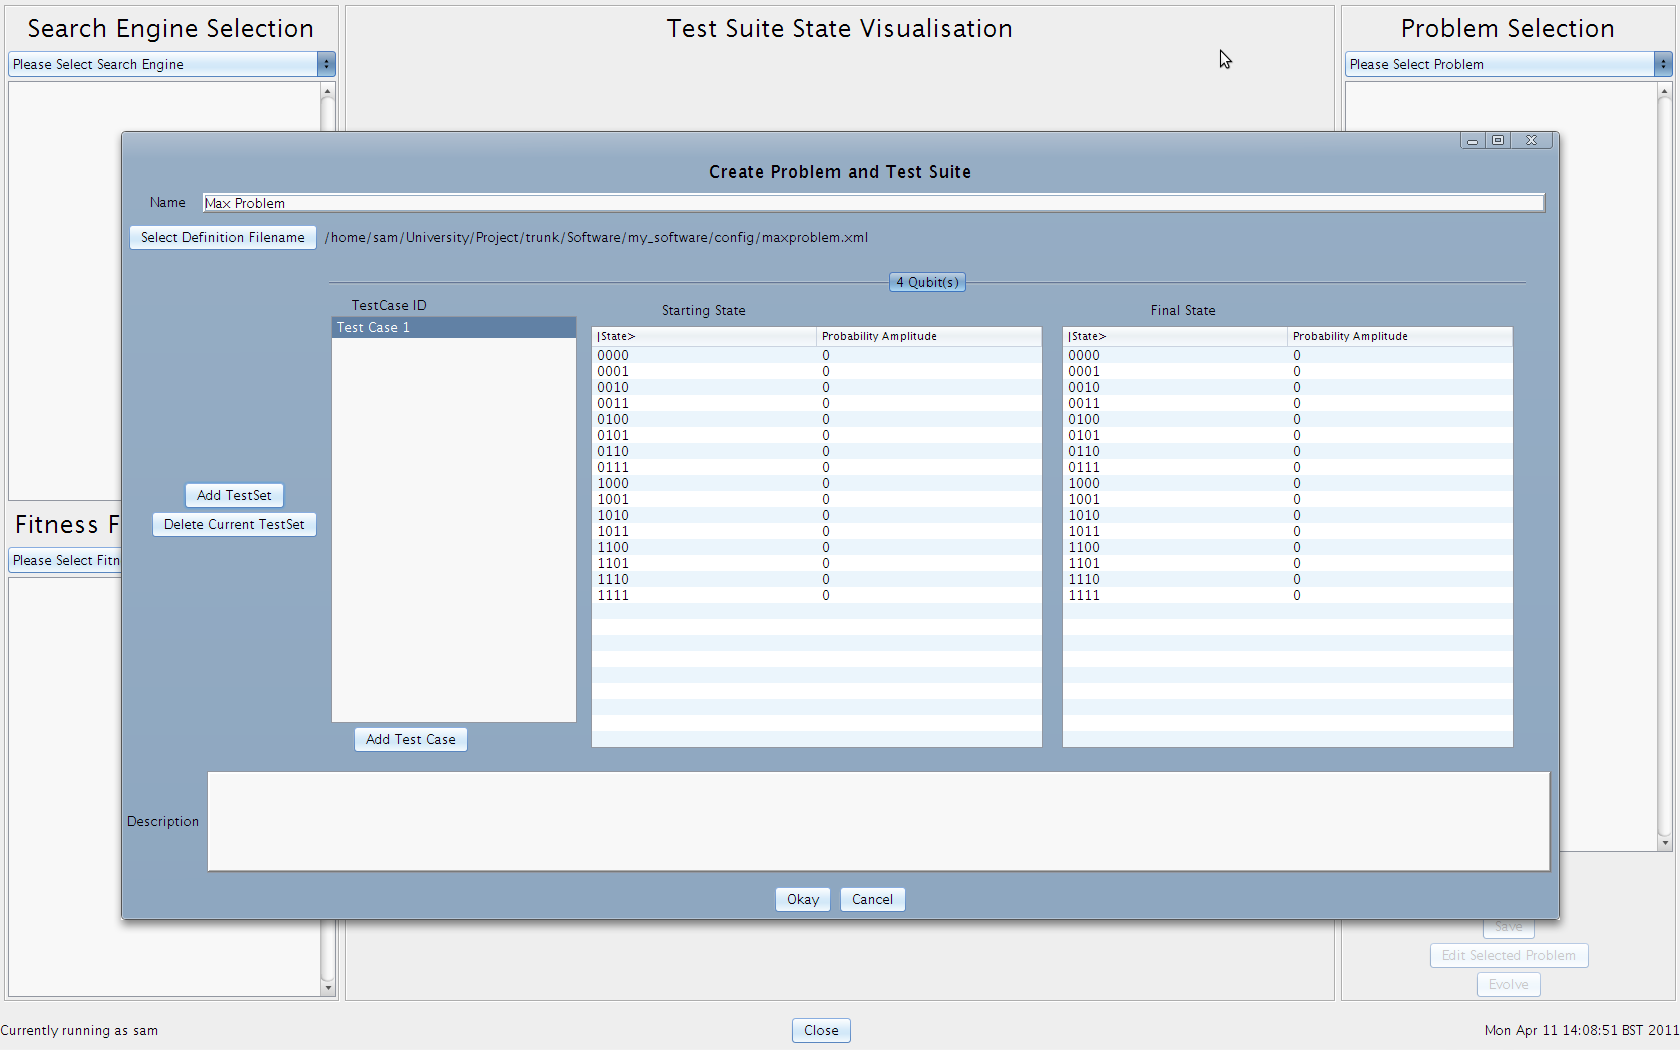 Search Engine Selection
Test Suite State Visualisation
Problem Selection
Please Select Search Engine
Please Select Problem
Create Problem and Test Suite
Name
Max Problem
Select Definition Filename
/home/sam/University/Project/trunk/Software/my_software/config/maxproblem.xml
4 Qubit(s)
TestCase ID
Starting State
Final State
Test Case 1
|State> Probability Amplitude |State> Probability Amplitude
0000 0 0000 0
0001 0 0001 0
0010 0 0010 0
0011 0 0011 0
0100 0 0100 0
0101 0 0101 0
0110 0 0110 0
0111 0 0111 0
1000 0 1000 0
1001 0 1001 0
1010 0 1010 0
1011 0 1011 0
1100 0 1100 0
1101 0 1101 0
1110 0 1110 0
1111 0 1111 0
Add TestSet
Delete Current TestSet
Fitness F
Please Select Fitn
Add Test Case
Description
Okay
Cancel
Save
Edit Selected Problem
Evolve
Currently running as sam
Close
Mon Apr 11 14:08:51 BST 2011